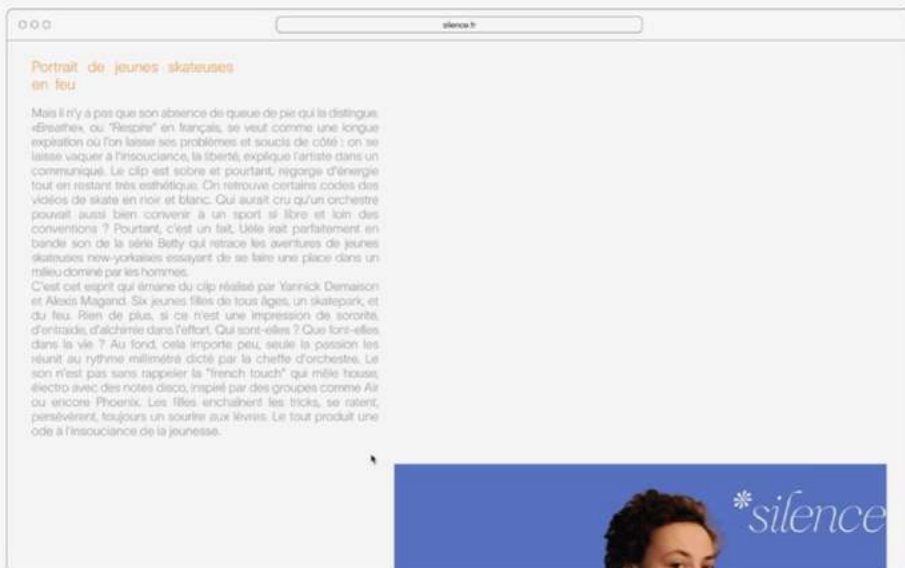 silence.fr
Portrait de jeunes skateuses
en feu
Mais il n'y a pas que son absence de queue de pie qui la distingue.
«Breathe», ou "Respire" en français, se veut comme une longue
expiration où l'on laisse ses problèmes et soucis de côté : on se
laisse vaquer à l'insouciance, la liberté, explique l'artiste dans un
communiqué. Le clip est sobre et pourtant, regorge d'énergie
tout en restant très esthétique. On retrouve certains codes des
vidéos de skate en noir et blanc. Qui aurait cru qu'un orchestre
pouvait aussi bien convenir à un sport si libre et loin des
conventions ? Pourtant, c'est un fait, Uèle irait parfaitement en
bande son de la série Betty qui retrace les aventures de jeunes
skateuses new-yorkaises essayant de se faire une place dans un
milieu dominé par les hommes.
C'est cet esprit qui émane du clip réalisé par Yannick Demaison
et Alexis Magand. Six jeunes filles de tous âges, un skatepark, et
du feu. Rien de plus, si ce n'est une impression de sororité,
d'entraide, d'alchimie dans l'effort. Qui sont-elles ? Que font-elles
dans la vie ? Au fond, cela importe peu, seule la passion les
réunit au rythme millimétré dicté par la cheffe d'orchestre. Le
son n'est pas sans rappeler la "french touch" qui mêle house,
électro avec des notes disco, inspiré par des groupes comme Air
ou encore Phoenix. Les filles enchaînent les tricks, se ratent,
persévèrent, toujours un sourire aux lèvres. Le tout produit une
ode à l'insouciance de la jeunesse.
*silence